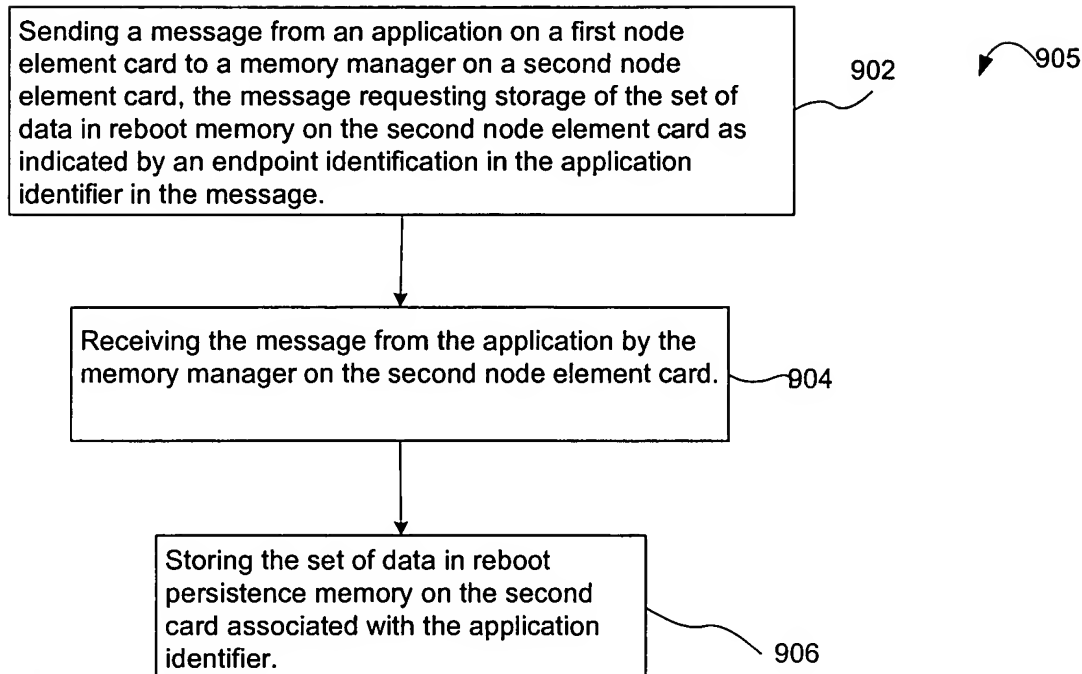 Sending a message from an application on a first node
element card to a memory manager on a second node
element card, the message requesting storage of the set of
data in reboot memory on the second node element card as
indicated by an endpoint identification in the application
identifier in the message.
902
905
Receiving the message from the application by the
memory manager on the second node element card.
904
Storing the set of data in reboot
persistence memory on the second
card associated with the application
identifier.
906